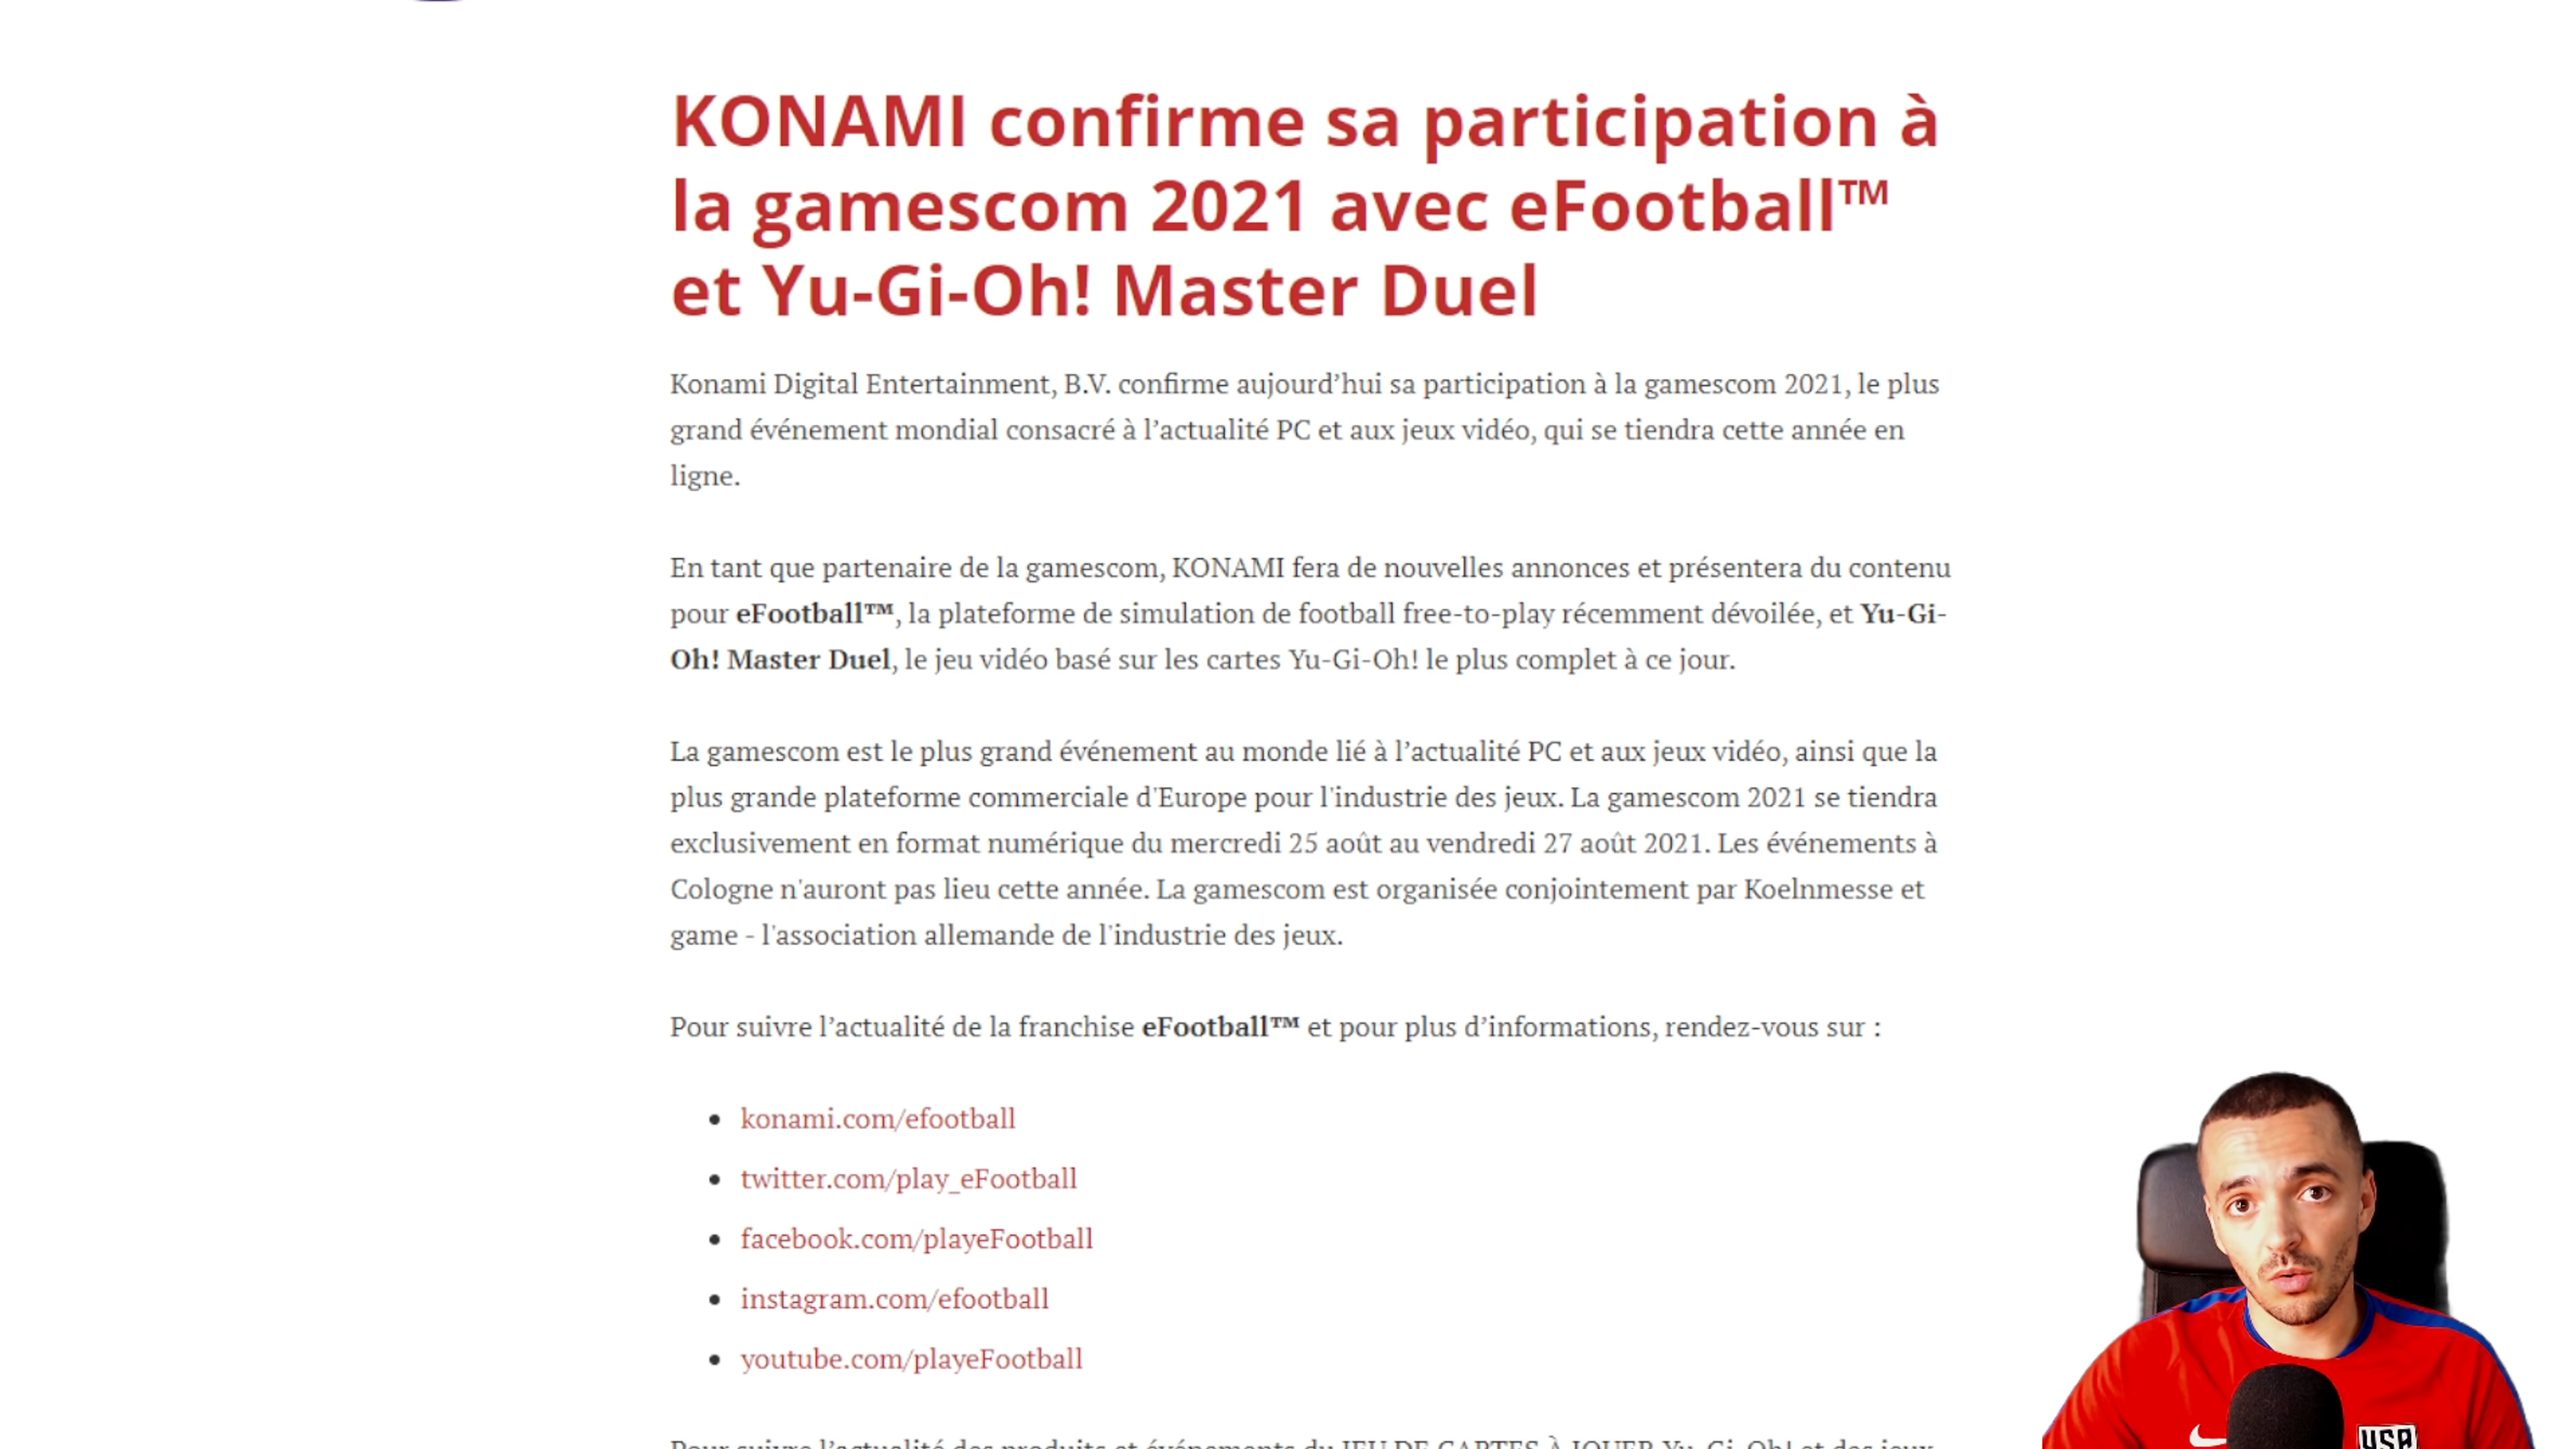 KONAMI confirme sa participation à
la gamescom 2021 avec eFootball™
et Yu-Gi-Oh! Master Duel
Konami Digital Entertainment, B.V. confirme aujourd’hui sa participation à la gamescom 2021, le plus
grand événement mondial consacré à l’actualité PC et aux jeux vidéo, qui se tiendra cette année en
ligne.
En tant que partenaire de la gamescom, KONAMI fera de nouvelles annonces et présentera du contenu
pour eFootball™, la plateforme de simulation de football free-to-play récemment dévoilée, et Yu-Gi-
Oh! Master Duel, le jeu vidéo basé sur les cartes Yu-Gi-Oh! le plus complet à ce jour.
La gamescom est le plus grand événement au monde lié à l’actualité PC et aux jeux vidéo, ainsi que la
plus grande plateforme commerciale d'Europe pour l'industrie des jeux. La gamescom 2021 se tiendra
exclusivement en format numérique du mercredi 25 août au vendredi 27 août 2021. Les événements à
Cologne n'auront pas lieu cette année. La gamescom est organisée conjointement par Koelnmesse et
game - l'association allemande de l'industrie des jeux.
Pour suivre l’actualité de la franchise eFootball™ et pour plus d’informations, rendez-vous sur :
• konami.com/efootball
• twitter.com/play_eFootball
• facebook.com/playeFootball
• instagram.com/efootball
• youtube.com/playeFootball
Pour suivre l’actualité des produits et événements du JEU DE CARTES À JOUER Yu-Gi-Oh! et des jeux
USA